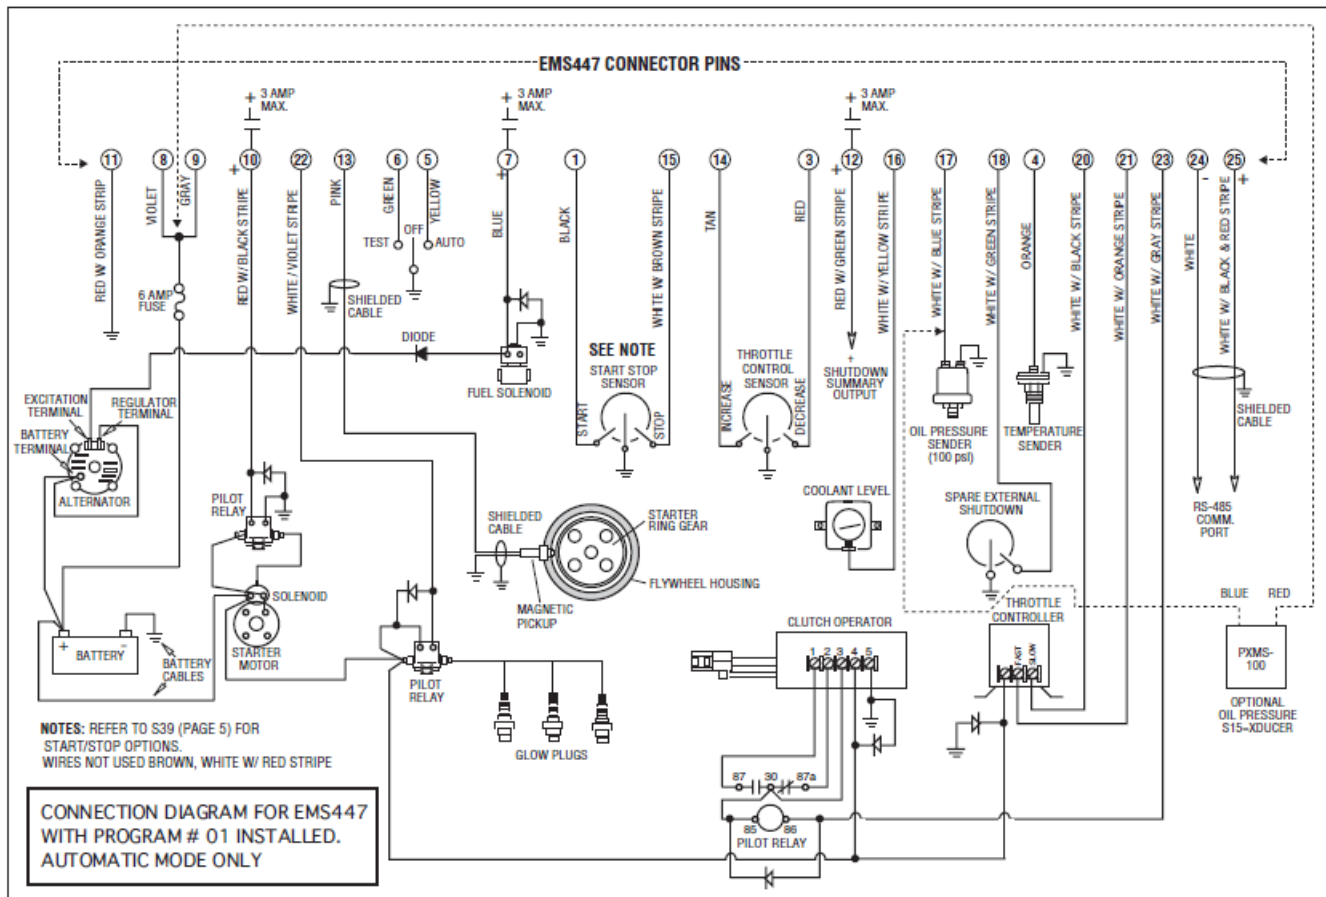 EMS447 CONNECTOR PINS
+ 3 AMP
MAX.
+ 3 AMP
MAX.
+ 3 AMP
MAX.
11
8
9
+
10
22
13
6
5
+
7
1
15
14
3
+
12
16
17
18
4
20
21
23
24
-
25
+
RED W/ ORANGE STRIP
VIOLET
GRAY
RED W/ BLACK STRIPE
WHITE / VIOLET STRIPE
PINK
GREEN
YELLOW
BLUE
BLACK
WHITE W/ BROWN STRIPE
TAN
RED
RED W/ GREEN STRIPE
WHITE W/ YELLOW STRIPE
WHITE W/ BLUE STRIPE
WHITE W/ GREEN STRIPE
ORANGE
WHITE W/ BLACK STRIPE
WHITE W/ ORANGE STRIPE
WHITE W/ GRAY STRIPE
WHITE
WHITE W/ BLACK & RED STRIPE
OFF
TEST
AUTO
6 AMP
FUSE
SHIELDED
CABLE
DIODE
FUEL SOLENOID
SEE NOTE
START STOP
SENSOR
START
STOP
THROTTLE
CONTROL
SENSOR
INCREASE
DECREASE
+
SHUTDOWN
SUMMARY
OUTPUT
OIL PRESSURE
SENDER
(100 psi)
TEMPERATURE
SENDER
SHIELDED
CABLE
EXCITATION
TERMINAL
REGULATOR
TERMINAL
BATTERY
TERMINAL
ALTERNATOR
PILOT
RELAY
SHIELDED
CABLE
STARTER
RING GEAR
FLYWHEEL HOUSING
MAGNETIC
PICKUP
COOLANT LEVEL
SPARE EXTERNAL
SHUTDOWN
RS-485
COMM.
PORT
SOLENOID
STARTER
MOTOR
+
BATTERY
-
BATTERY
CABLES
PILOT
RELAY
GLOW PLUGS
CLUTCH OPERATOR
1 2 3 4 5
THROTTLE
CONTROLLER
FAST
SLOW
BLUE
RED
PXMS-
100
OPTIONAL
OIL PRESSURE
S15=XDUCER
87
30
87a
85
86
PILOT RELAY
NOTES: REFER TO S39 (PAGE 5) FOR
START/STOP OPTIONS.
WIRES NOT USED BROWN, WHITE W/ RED STRIPE
CONNECTION DIAGRAM FOR EMS447
WITH PROGRAM # 01 INSTALLED.
AUTOMATIC MODE ONLY